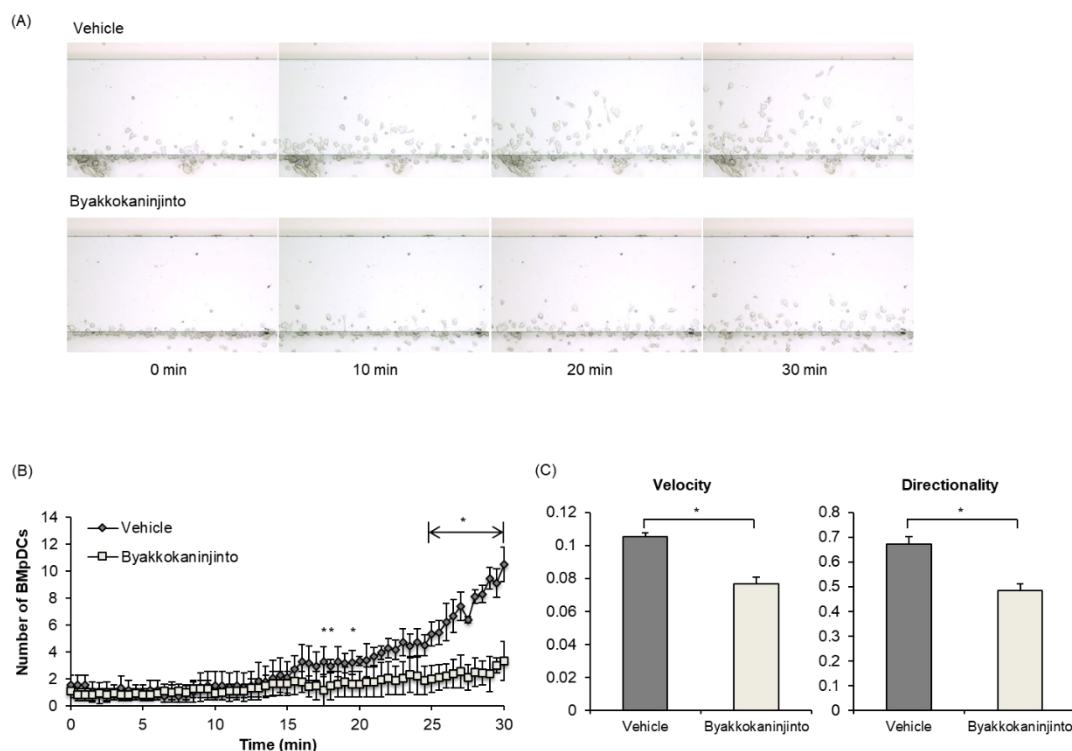 (A)
Vehicle
Byakkokaninjinto
0 min 10 min 20 min 30 min
(B)
Number of BMpDCs
14
12
10
8
6
4
2
0
Vehicle
Byakkokaninjinto
** *
*
0 5 10 15 20 25 30
Time (min)
(C)
Velocity
0.12
0.1
0.08
0.06
0.04
0.02
0
*
Vehicle Byakkokaninjinto
Directionality
0.8
0.7
0.6
0.5
0.4
0.3
0.2
0.1
0
*
Vehicle Byakkokaninjinto